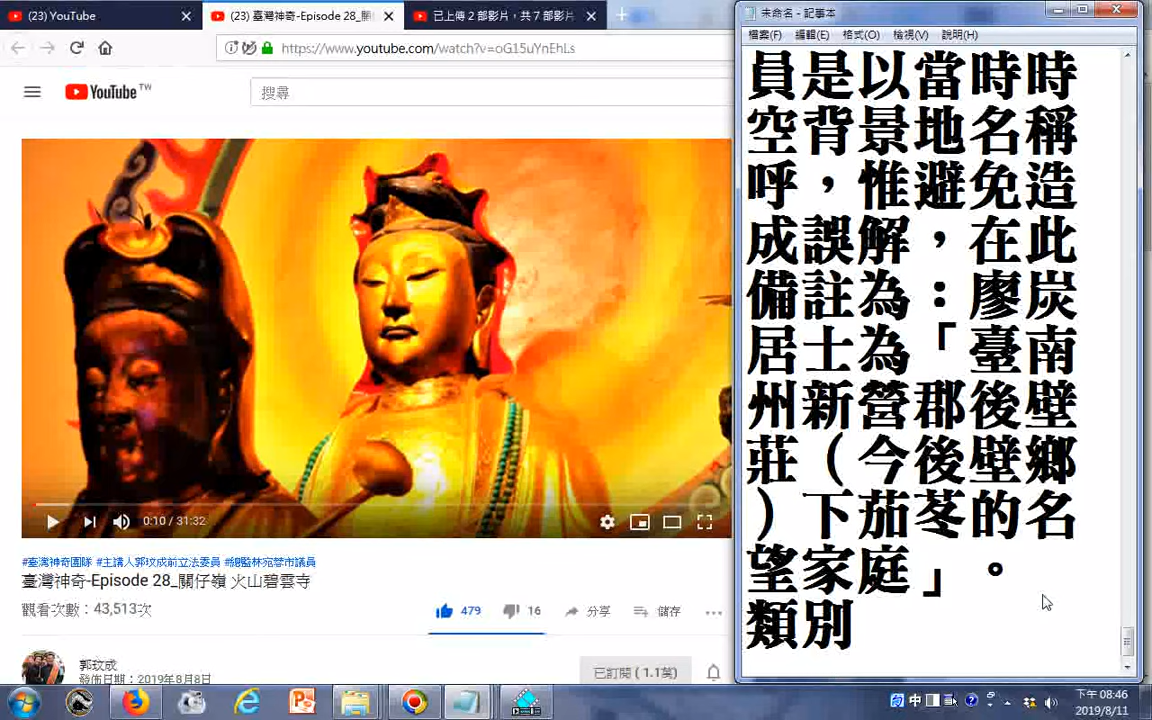 (23) YouTube
(23) 臺灣神奇-Episode 28_關
已上傳 2 部影片，共 7 部影片
https://www.youtube.com/watch?v=oG15uYnEhLs
YouTube TW
搜尋
0:10 / 31:32
#臺灣神奇團隊 #主講人郭玟成前立法委員 #總監林宛蓉市議員
臺灣神奇-Episode 28_關仔嶺 火山碧雲寺
觀看次數：43,513次
479
16
分享
儲存
郭玟成
發佈日期：2019年8月8日
已訂閱（1.1萬）
未命名 - 記事本
檔案(F) 編輯(E) 格式(O) 檢視(V) 說明(H)
員是以當時時
空背景地名稱
呼，惟避免造
成誤解，在此
備註為：廖炭
居士為「臺南
州新營郡後壁
莊（今後壁鄉
）下茄苳的名
望家庭」。
類別
中
下午 08:46
2019/8/11